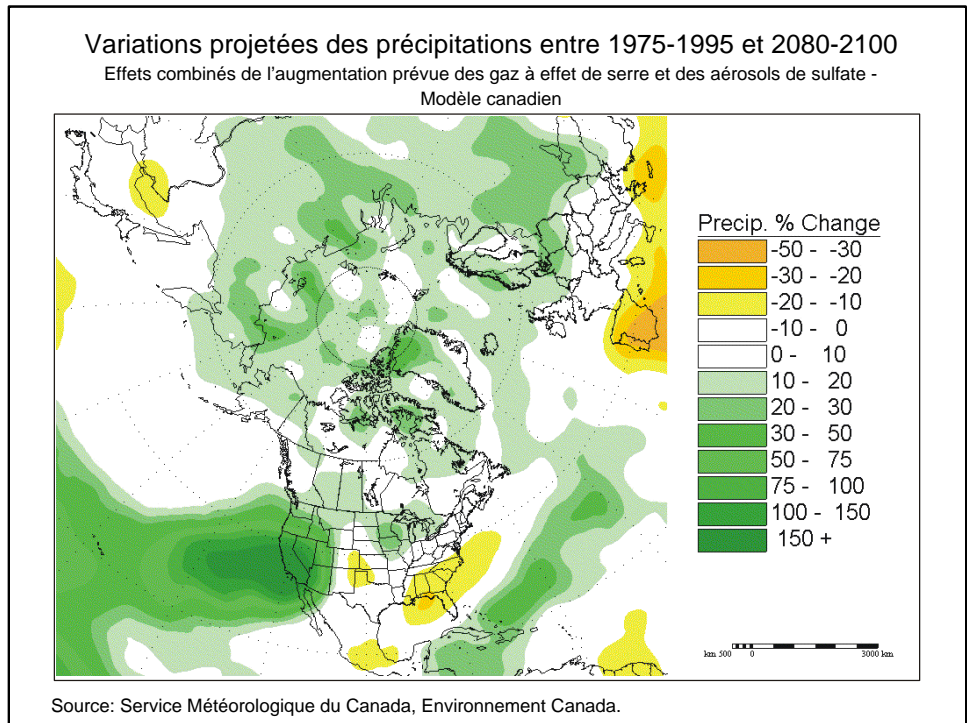 Variations projetées des précipitations entre 1975-1995 et 2080-2100
Effets combinés de l'augmentation prévue des gaz à effet de serre et des aérosols de sulfate -
Modèle canadien
Precip. % Change
-50 - -30
-30 - -20
-20 - -10
-10 - 0
0 - 10
10 - 20
20 - 30
30 - 50
50 - 75
75 - 100
100 - 150
150 +
km 500 0 3000 km
Source: Service Météorologique du Canada, Environnement Canada.